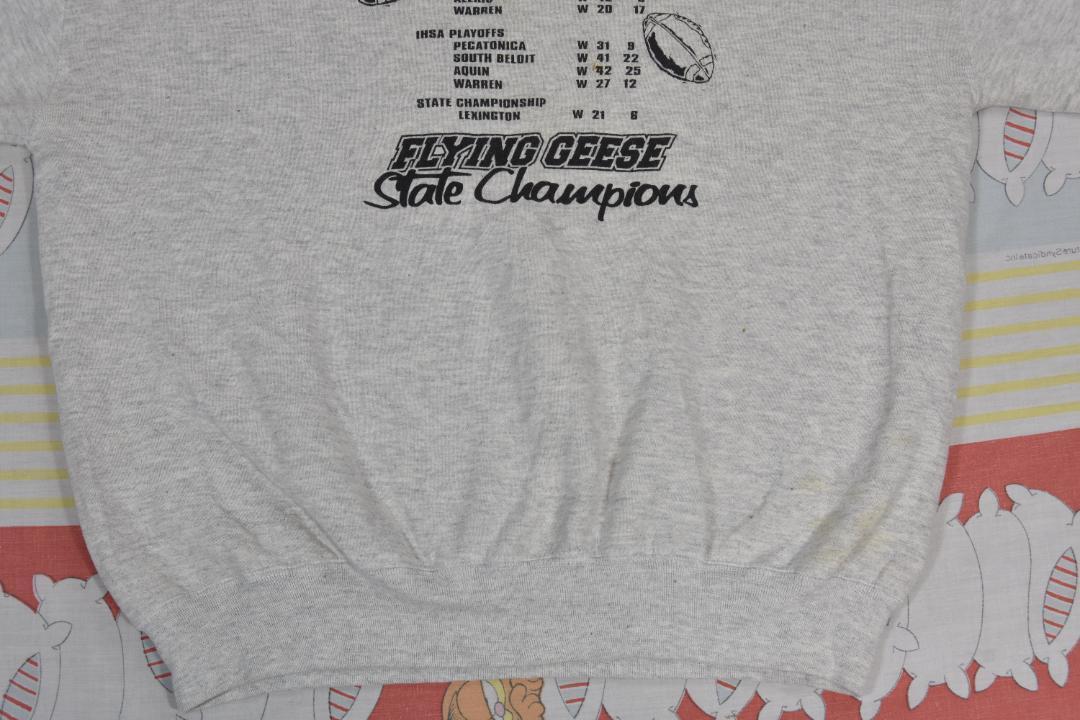 WARREN W 20 17
IHSA PLAYOFFS
PECATONICA W 31 9
SOUTH BELOIT W 41 22
AQUIN W 42 25
WARREN W 27 12
STATE CHAMPIONSHIP
LEXINGTON W 21 6
FLYING GEESE
State Champions